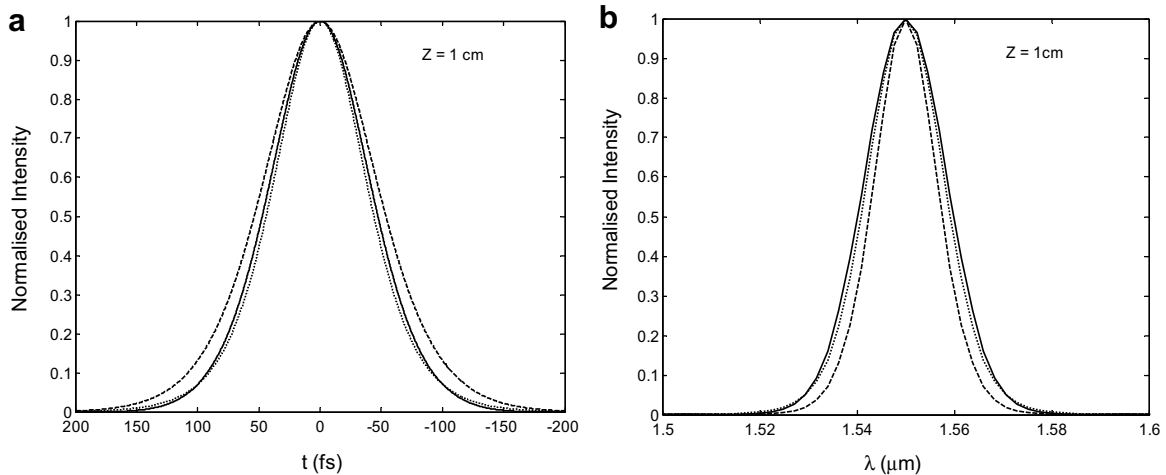 a
Z = 1 cm
Normalised Intensity
1
0.9
0.8
0.7
0.6
0.5
0.4
0.3
0.2
0.1
0
200 150 100 50 0 -50 -100 -150 -200
t (fs)
b
Z = 1cm
Normalised Intensity
1
0.9
0.8
0.7
0.6
0.5
0.4
0.3
0.2
0.1
0
1.5 1.52 1.54 1.56 1.58 1.6
λ (μm)